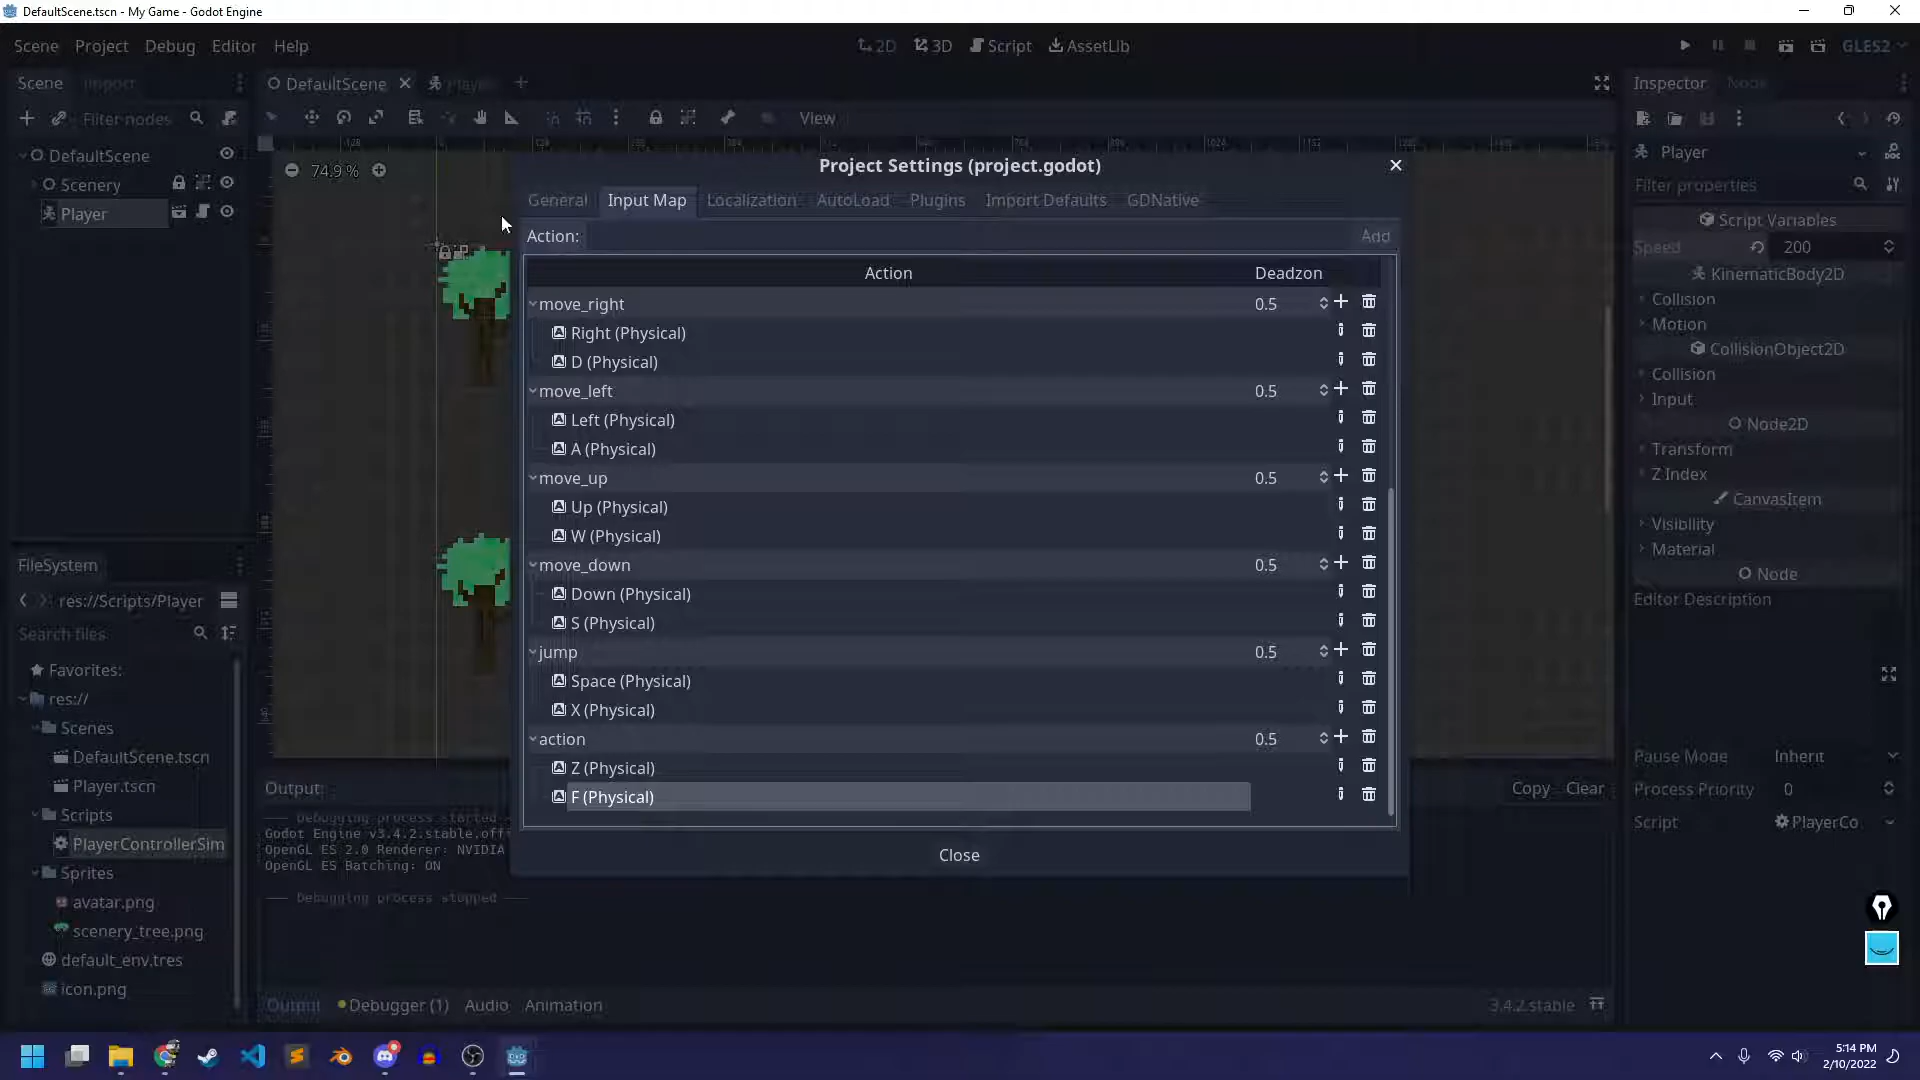 DefaultScene.tscn - My Game - Godot Engine
Scene Project Debug Editor Help
2D 3D Script AssetLib
GLES2
Scene Import
DefaultScene Player
Inspector Node
Filter nodes
View
74.9 %
DefaultScene
Scenery
Player
Project Settings (project.godot)
General Input Map Localization AutoLoad Plugins Import Defaults GDNative
Action: Add
Action Deadzon
move_right 0.5
Right (Physical)
D (Physical)
move_left 0.5
Left (Physical)
A (Physical)
move_up 0.5
Up (Physical)
W (Physical)
move_down 0.5
Down (Physical)
S (Physical)
jump 0.5
Space (Physical)
X (Physical)
action 0.5
Z (Physical)
F (Physical)
Close
Player
Filter properties
Script Variables
Speed 200
KinematicBody2D
Collision
Motion
CollisionObject2D
Collision
Input
Node2D
Transform
Z Index
CanvasItem
Visibility
Material
Node
Editor Description
Pause Mode Inherit
Process Priority 0
Script PlayerCo
FileSystem
res://Scripts/Player
Search files
Favorites:
res://
Scenes
DefaultScene.tscn
Player.tscn
Scripts
PlayerControllerSim
Sprites
avatar.png
scenery_tree.png
default_env.tres
icon.png
Output:
Copy Clear
--- Debugging process started
Godot Engine v3.4.2.stable.offi
OpenGL ES 2.0 Renderer: NVIDIA
OpenGL ES Batching: ON
--- Debugging process stopped ---
Output Debugger (1) Audio Animation
3.4.2.stable
5:14 PM
2/10/2022